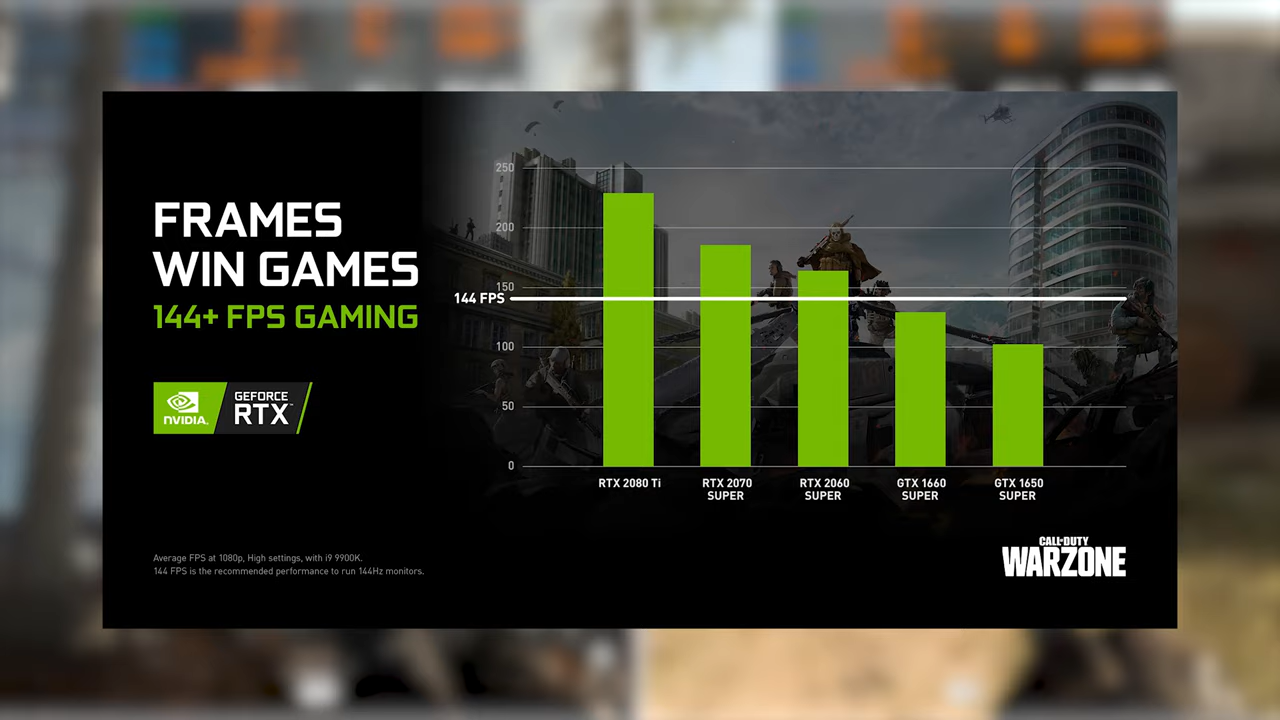 FRAMES
WIN GAMES
144+ FPS GAMING
NVIDIA.
GEFORCE
RTX
250
200
150
144 FPS
100
50
0
RTX 2080 Ti
RTX 2070
SUPER
RTX 2060
SUPER
GTX 1660
SUPER
GTX 1650
SUPER
Average FPS at 1080p, High settings, with i9 9900K.
144 FPS is the recommended performance to run 144Hz monitors.
CALL OF DUTY
WARZONE